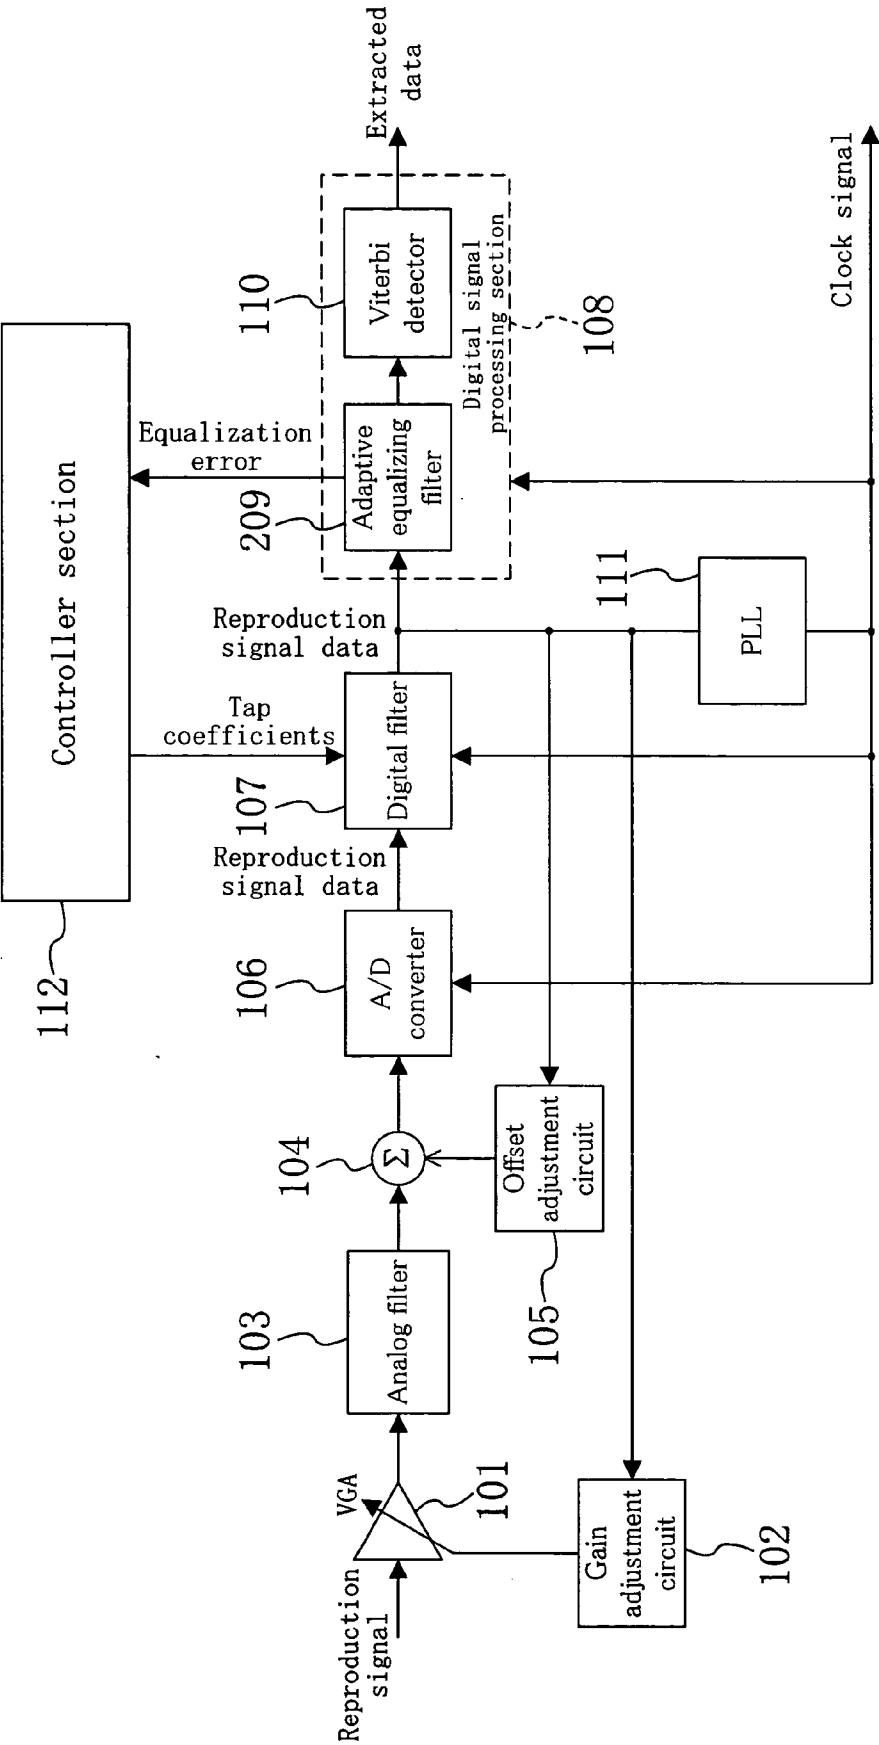 112
Controller section
Tap
coefficients
Equalization
error
Reproduction
signal
VGA
101
Gain
adjustment
circuit
102
103
Analog filter
104
Σ
Offset
adjustment
circuit
105
106
A/D
converter
Reproduction
signal data
107
Digital filter
Reproduction
signal data
209
Adaptive
equalizing
filter
110
Viterbi
detector
Digital signal
processing section
108
Extracted
data
111
PLL
Clock signal